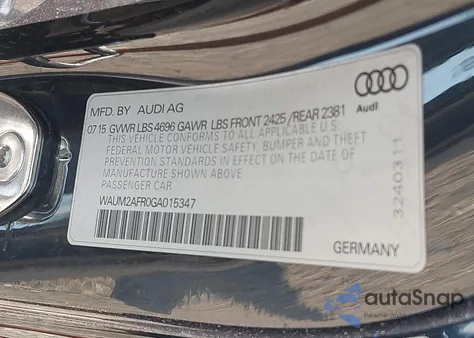 MFD. BY AUDI AG
07 15 GVWR LBS 4696 GAWR LBS FRONT 2425 / REAR 2381
THIS VEHICLE CONFORMS TO ALL APPLICABLE U.S.
FEDERAL MOTOR VEHICLE SAFETY, BUMPER AND THEFT
PREVENTION STANDARDS IN EFFECT ON THE DATE OF
MANUFACTURE SHOWN ABOVE.
PASSENGER CAR
WAUM2AFR0GA015347
Audi
3240311
GERMANY
autoSnap